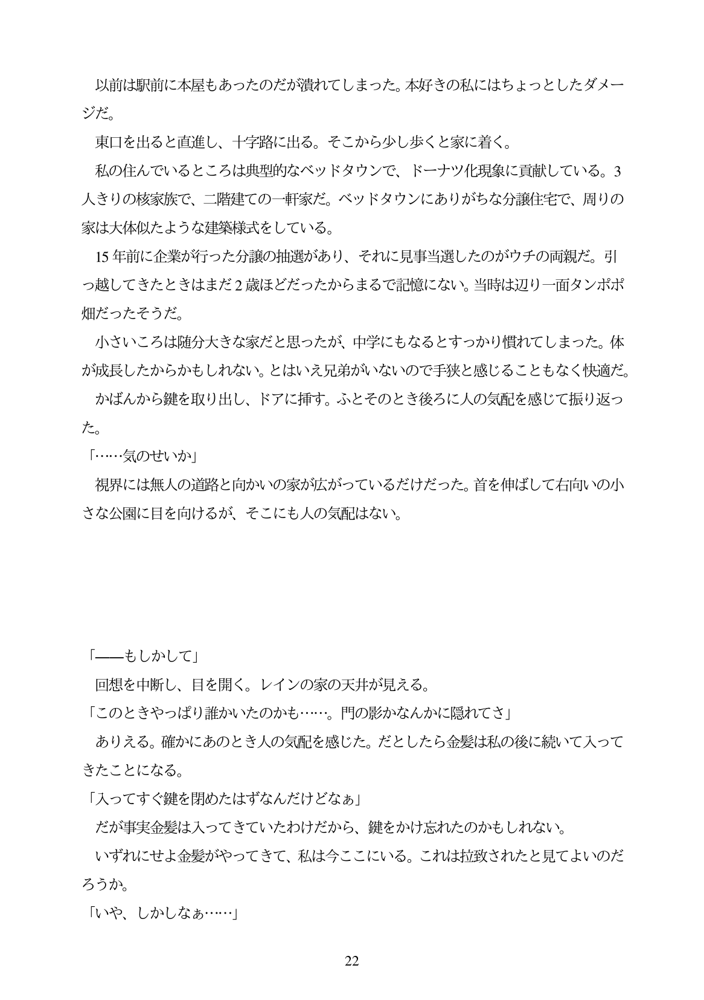 以前は駅前に本屋もあったのだが潰れてしまった。本好きの私にはちょっとしたダメー
ジだ。
東口を出ると直進し、十字路に出る。そこから少し歩くと家に着く。
私の住んでいるところは典型的なベッドタウンで、ドーナツ化現象に貢献している。3
人きりの核家族で、二階建ての一軒家だ。ベッドタウンにありがちな分譲住宅で、周りの
家は大体似たような建築様式をしている。
15 年前に企業が行った分譲の抽選があり、それに見事当選したのがウチの両親だ。引
っ越してきたときはまだ 2 歳ほどだったからまるで記憶にない。当時は辺り一面タンポポ
畑だったそうだ。
小さいころは随分大きな家だと思ったが、中学にもなるとすっかり慣れてしまった。体
が成長したからかもしれない。とはいえ兄弟がいないので手狭と感じることもなく快適だ。
かばんから鍵を取り出し、ドアに挿す。ふとそのとき後ろに人の気配を感じて振り返っ
た。
「……気のせいか」
視界には無人の道路と向かいの家が広がっているだけだった。首を伸ばして右向いの小
さな公園に目を向けるが、そこにも人の気配はない。
「――もしかして」
回想を中断し、目を開く。レインの家の天井が見える。
「このときやっぱり誰かいたのかも……。門の影かなんかに隠れてさ」
ありえる。確かにあのとき人の気配を感じた。だとしたら金髪は私の後に続いて入って
きたことになる。
「入ってすぐ鍵を閉めたはずなんだけどなぁ」
だが事実金髪は入ってきていたわけだから、鍵をかけ忘れたのかもしれない。
いずれにせよ金髪がやってきて、私は今ここにいる。これは拉致されたと見てよいのだ
ろうか。
「いや、しかしなぁ……」
22